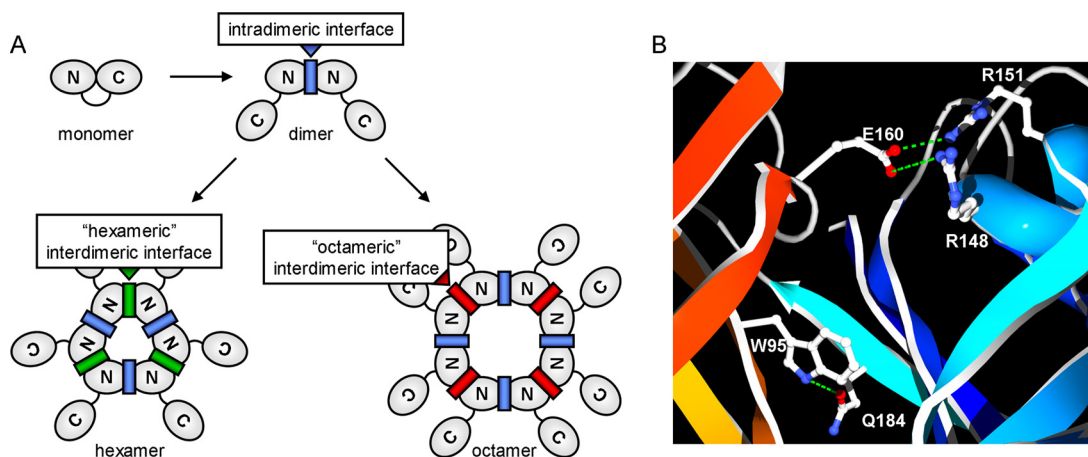 A
intradimeric interface
N C
N N
C C
monomer
dimer
"hexameric"
interdimeric interface
"octameric"
interdimeric interface
C C
C C
N N
N N
N N
C C
C C
hexamer
C C
C C
N N
N N
N N
N N
C C
C C
octamer
B
R151
E160
R148
W95
Q184